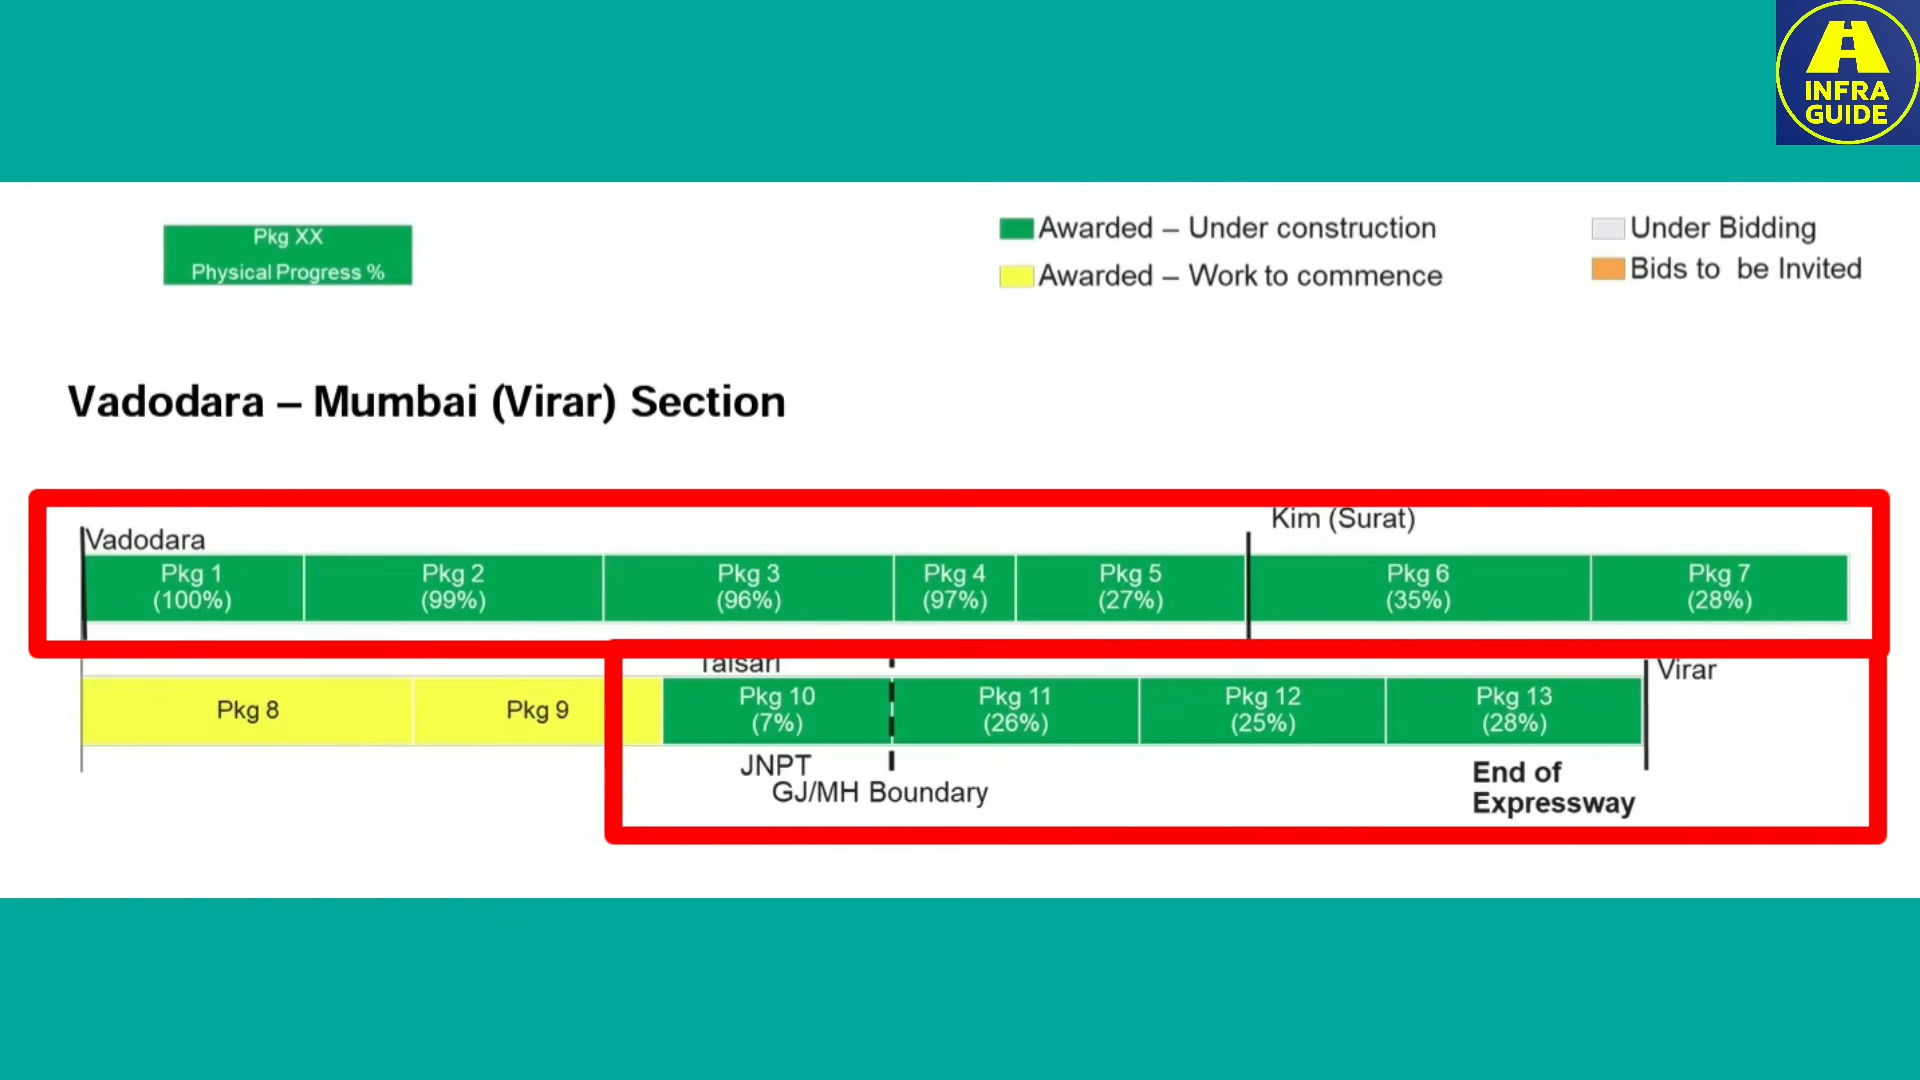 INFRA
GUIDE
Pkg XX
Physical Progress %
Awarded – Under construction
Awarded – Work to commence
Under Bidding
Bids to be Invited
Vadodara – Mumbai (Virar) Section
Vadodara
Kim (Surat)
Pkg 1
(100%)
Pkg 2
(99%)
Pkg 3
(96%)
Pkg 4
(97%)
Pkg 5
(27%)
Pkg 6
(35%)
Pkg 7
(28%)
Talsari
Virar
Pkg 8
Pkg 9
Pkg 10
(7%)
Pkg 11
(26%)
Pkg 12
(25%)
Pkg 13
(28%)
JNPT
GJ/MH Boundary
End of
Expressway